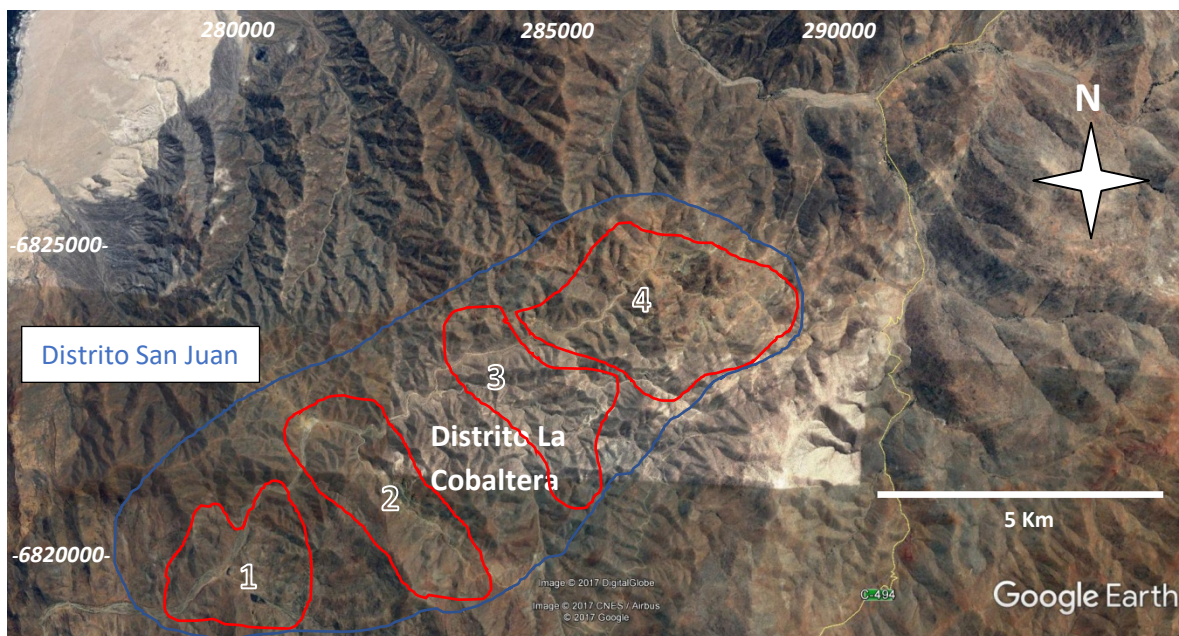 280000
285000
290000
N
-6825000-
4
Distrito San Juan
3
Distrito La
Cobaltera
2
5 Km
-6820000-
1
Image © 2017 DigitalGlobe
Image © 2017 CNES / Airbus
© 2017 Google
C-494
Google Earth